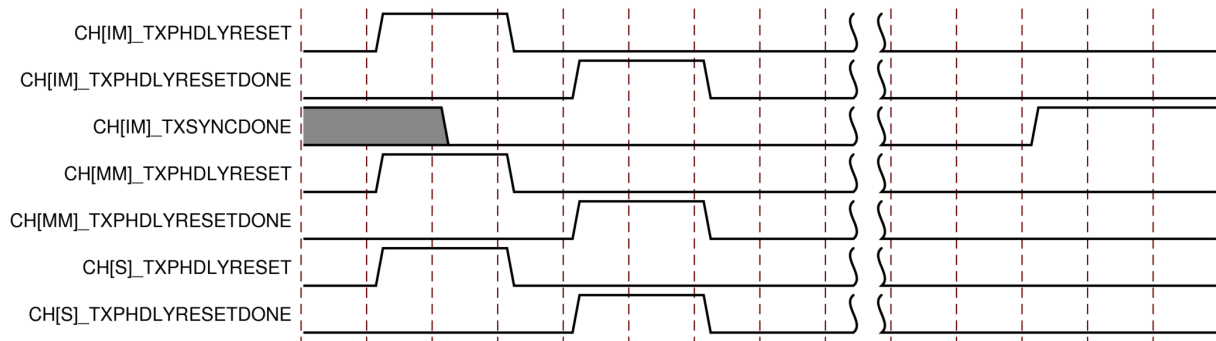 CH[IM]_TXPHDLYRESET
CH[IM]_TXPHDLYRESETDONE
CH[IM]_TXSYNCDONE
CH[MM]_TXPHDLYRESET
CH[MM]_TXPHDLYRESETDONE
CH[S]_TXPHDLYRESET
CH[S]_TXPHDLYRESETDONE